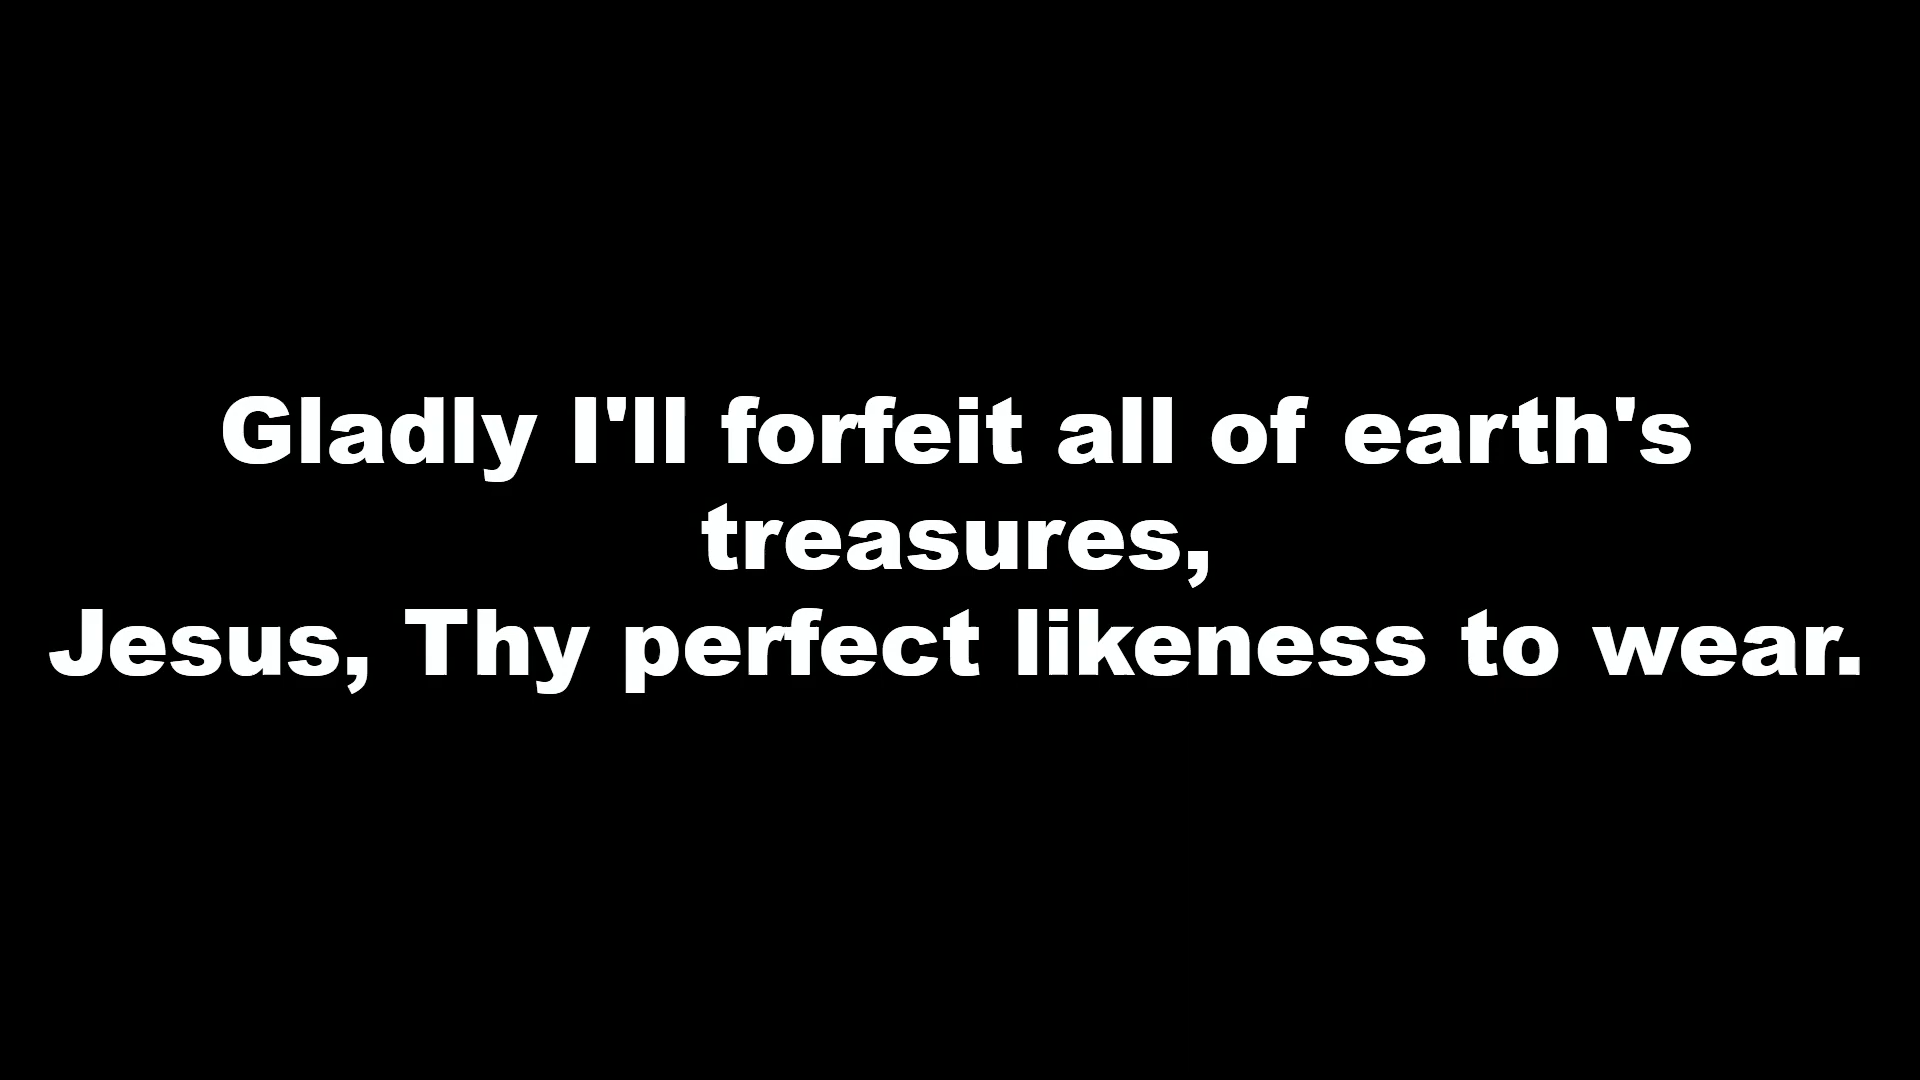 Gladly I'll forfeit all of earth's
treasures,
Jesus, Thy perfect likeness to wear.